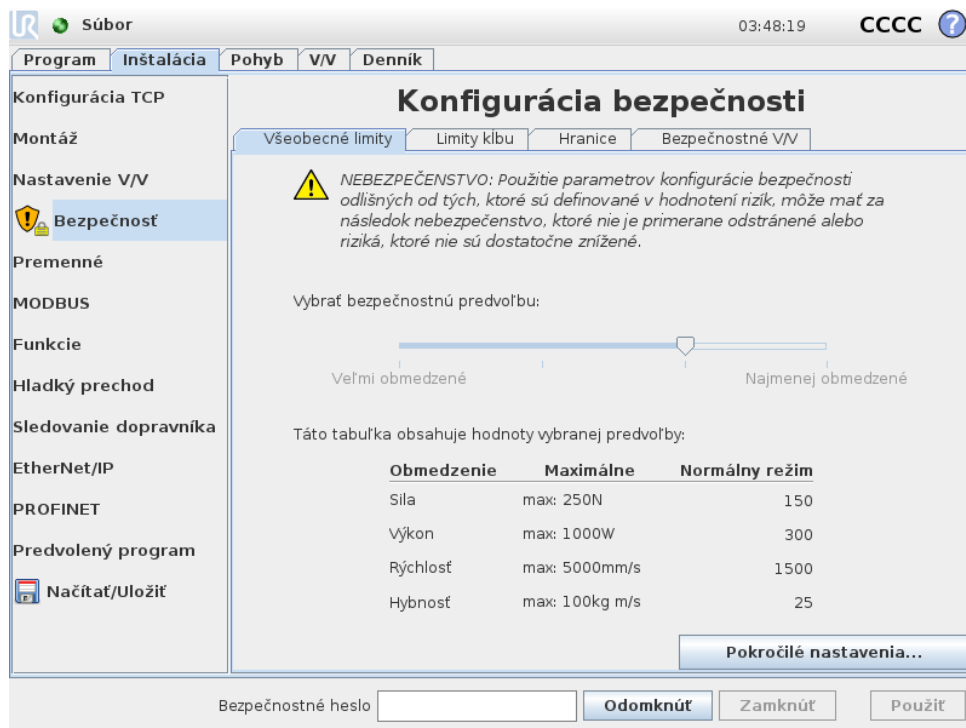 UR Súbor 03:48:19 CCCC ?
Program Inštalácia Pohyb V/V Denník
Konfigurácia TCP
Montáž
Nastavenie V/V
Bezpečnosť
Premenné
MODBUS
Funkcie
Hladký prechod
Sledovanie dopravníka
EtherNet/IP
PROFINET
Predvolený program
Načítať/Uložiť
Konfigurácia bezpečnosti
Všeobecné limity Limity kĺbu Hranice Bezpečnostné V/V
NEBEZPEČENSTVO: Použitie parametrov konfigurácie bezpečnosti
odlišných od tých, ktoré sú definované v hodnotení rizík, môže mať za
následok nebezpečenstvo, ktoré nie je primerane odstránené alebo
riziká, ktoré nie sú dostatočne znížené.
Vybrať bezpečnostnú predvoľbu:
Veľmi obmedzené Najmenej obmedzené
Táto tabuľka obsahuje hodnoty vybranej predvoľby:
Obmedzenie Maximálne Normálny režim
Sila max: 250N 150
Výkon max: 1000W 300
Rýchlosť max: 5000mm/s 1500
Hybnosť max: 100kg m/s 25
Pokročilé nastavenia...
Bezpečnostné heslo Odomknúť Zamknúť Použiť